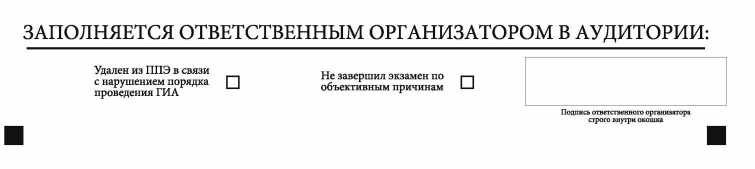 ЗАПОЛНЯЕТСЯ ОТВЕТСТВЕННЫМ ОРГАНИЗАТОРОМ В АУДИТОРИИ:
Удален из ППЭ в связи
с нарушением порядка
проведения ГИА
Не завершил экзамен по
объективным причинам
Подпись ответственного организатора
строго внутри окошка